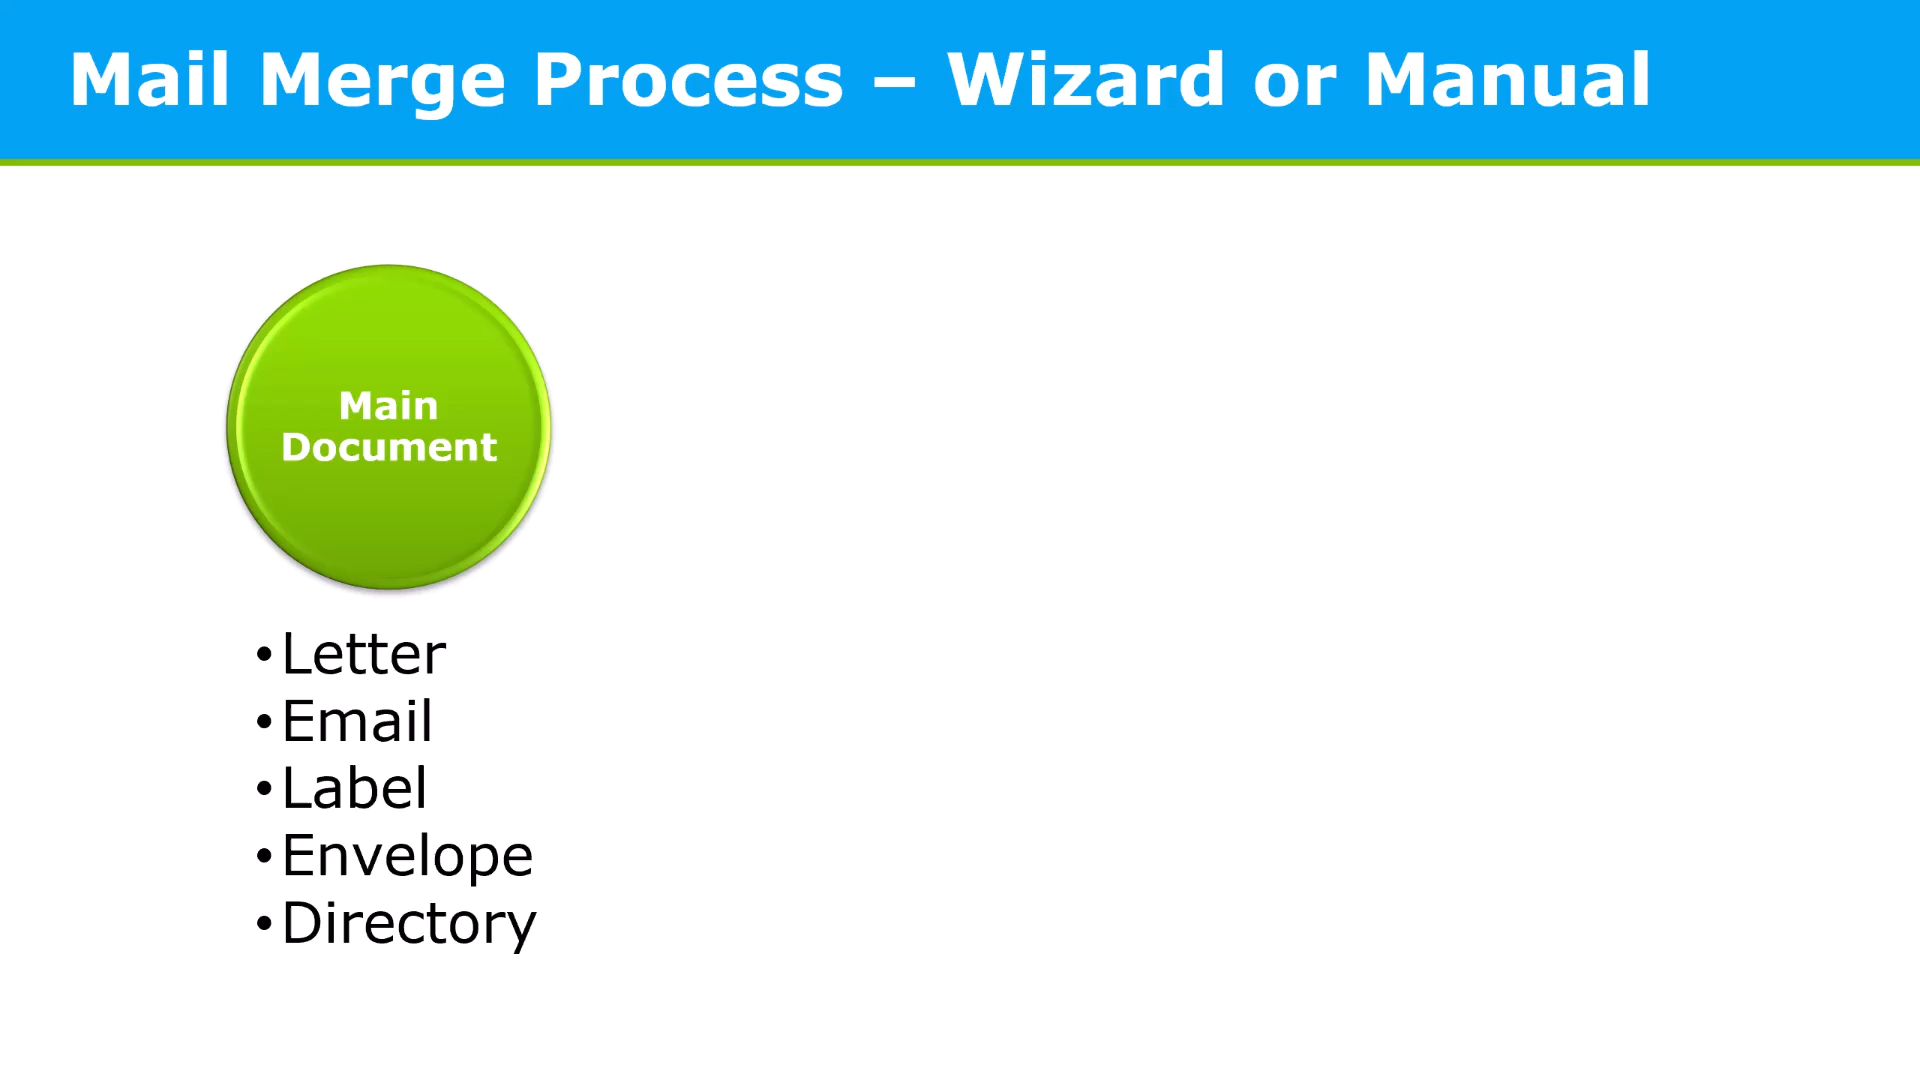 Mail Merge Process – Wizard or Manual
Main
Document
•Letter
•Email
•Label
•Envelope
•Directory